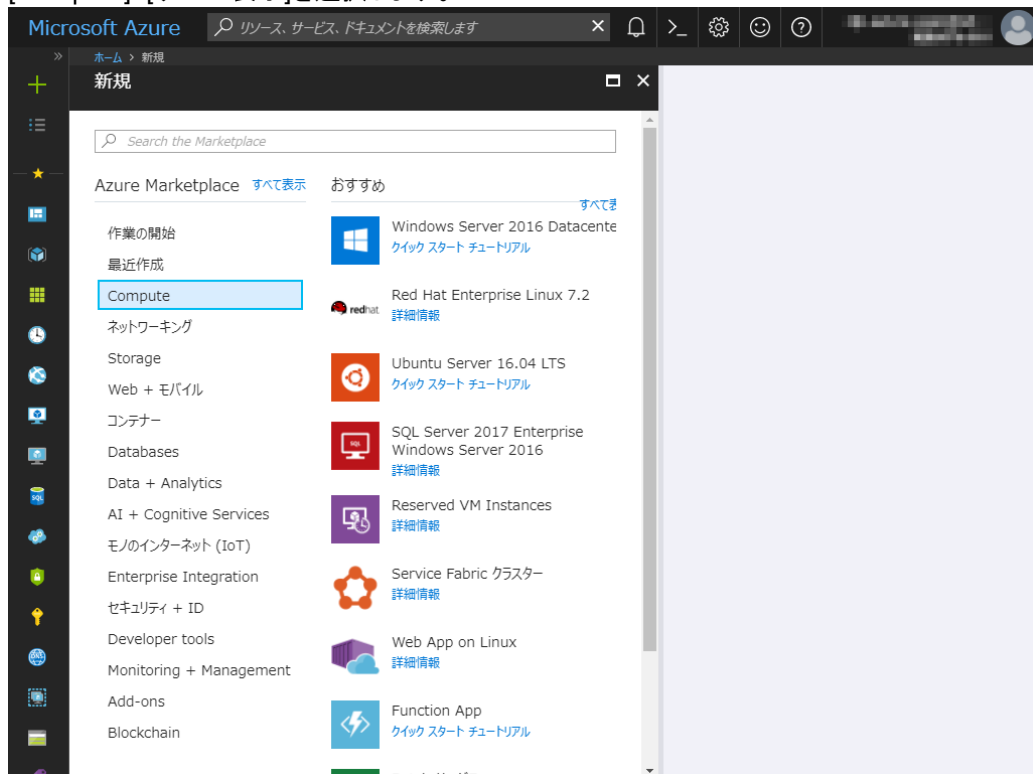 Microsoft Azure
リソース、サービス、ドキュメントを検索します
ホーム > 新規
新規
Search the Marketplace
Azure Marketplace すべて表示
おすすめ
作業の開始
最近作成
Compute
ネットワーキング
Storage
Web + モバイル
コンテナー
Databases
Data + Analytics
AI + Cognitive Services
モノのインターネット (IoT)
Enterprise Integration
セキュリティ + ID
Developer tools
Monitoring + Management
Add-ons
Blockchain
Windows Server 2016 Datacente
クイック スタート チュートリアル
redhat
Red Hat Enterprise Linux 7.2
詳細情報
Ubuntu Server 16.04 LTS
クイック スタート チュートリアル
SQL
SQL Server 2017 Enterprise
Windows Server 2016
詳細情報
Reserved VM Instances
詳細情報
Service Fabric クラスター
詳細情報
Web App on Linux
詳細情報
Function App
クイック スタート チュートリアル